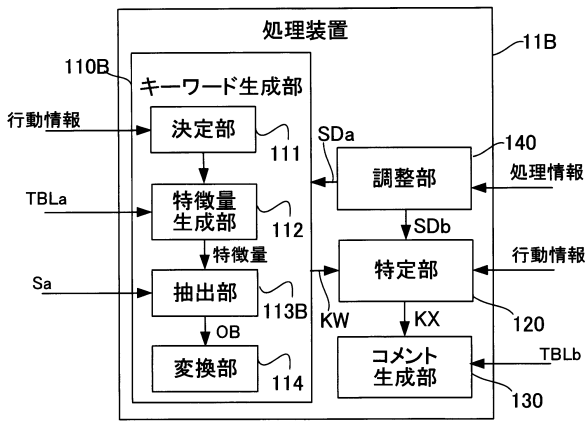 処理装置
11B
110B
キーワード生成部
行動情報
決定部
111
SDa
140
調整部
処理情報
TBLa
特徴量
生成部
112
SDb
特徴量
行動情報
特定部
Sa
抽出部
113B
KW
120
OB
KX
変換部
114
コメント
生成部
TBLb
130